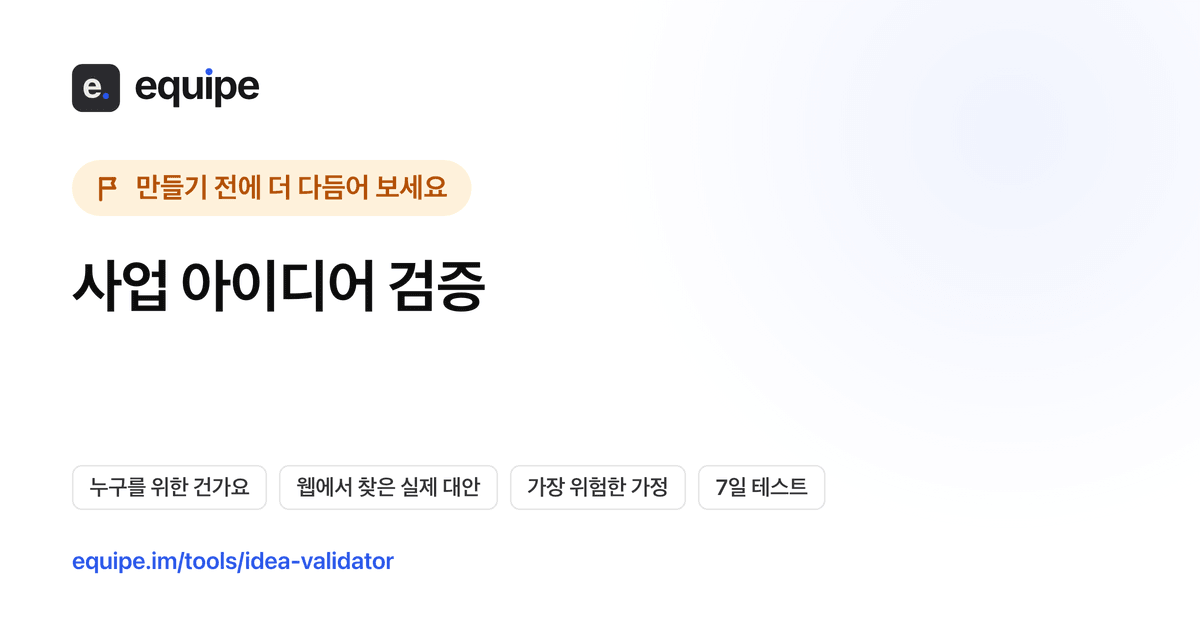 e.
equipe
만들기 전에 더 다듬어 보세요
사업 아이디어 검증
누구를 위한 건가요
웹에서 찾은 실제 대안
가장 위험한 가정
7일 테스트
equipe.im/tools/idea-validator